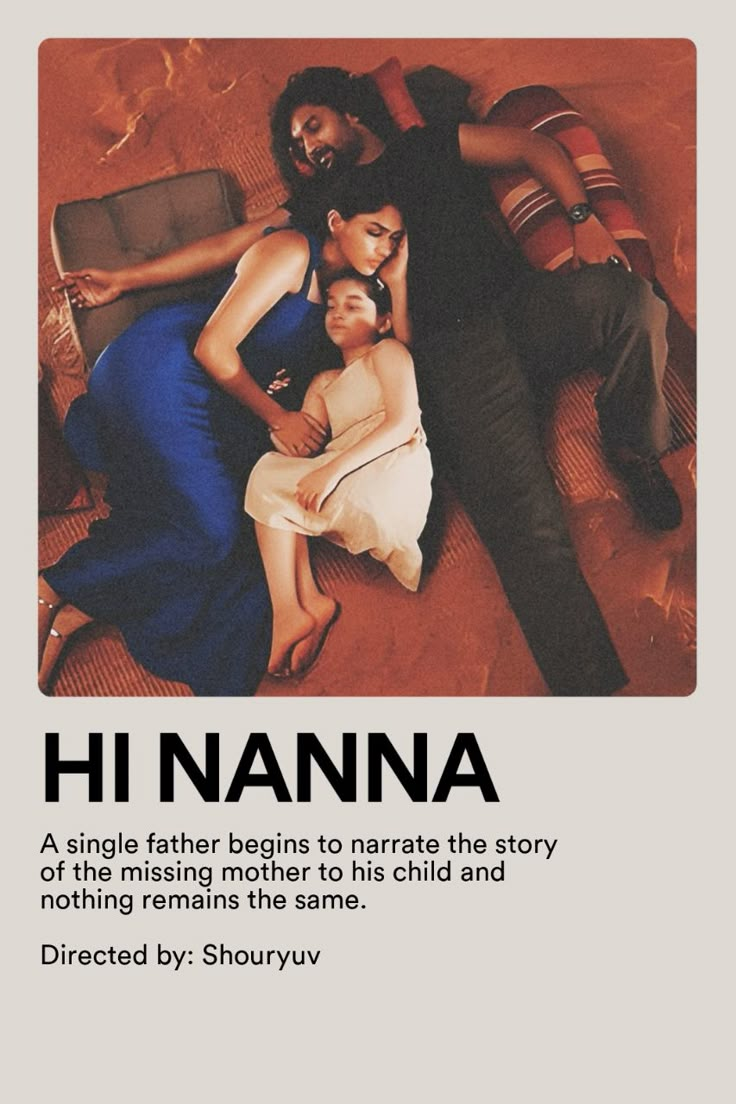 HI NANNA
A single father begins to narrate the story
of the missing mother to his child and
nothing remains the same.
Directed by: Shouryuv